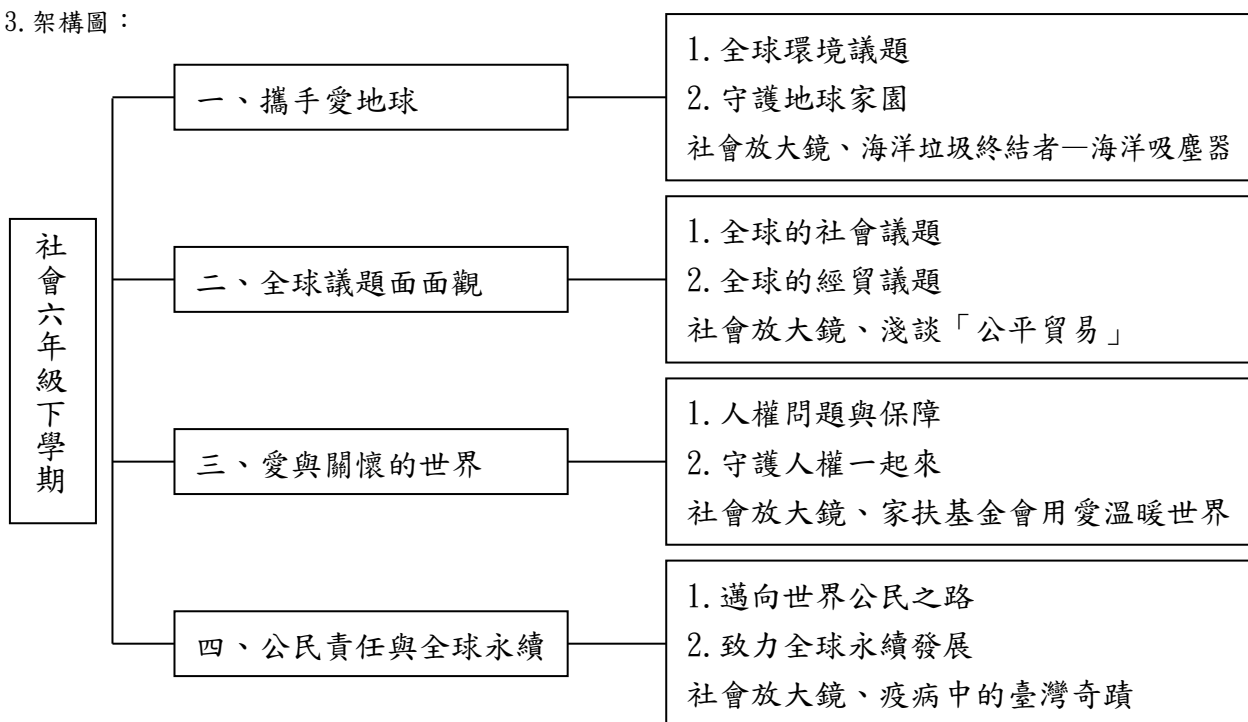 3.架構圖：
社會六年級下學期
一、攜手愛地球
1.全球環境議題
2.守護地球家園
社會放大鏡、海洋垃圾終結者—海洋吸塵器
二、全球議題面面觀
1.全球的社會議題
2.全球的經貿議題
社會放大鏡、淺談「公平貿易」
三、愛與關懷的世界
1.人權問題與保障
2.守護人權一起來
社會放大鏡、家扶基金會用愛溫暖世界
四、公民責任與全球永續
1.邁向世界公民之路
2.致力全球永續發展
社會放大鏡、疫病中的臺灣奇蹟